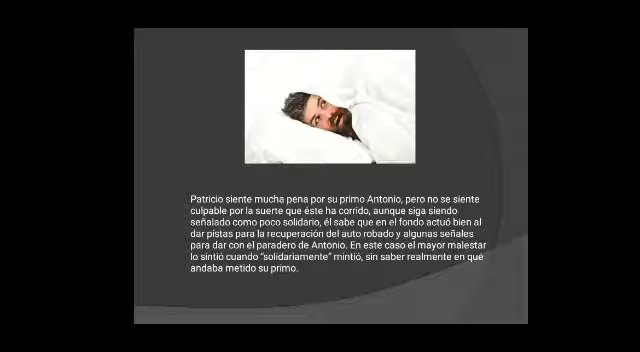 Patricio siente mucha pena por su primo Antonio, pero no se siente
culpable por la suerte que éste ha corrido, aunque siga siendo
señalado como poco solidario, él sabe que en el fondo actuó bien al
dar pistas para la recuperación del auto robado y algunas señales
para dar con el paradero de Antonio. En este caso el mayor malestar
lo sintió cuando "solidariamente" mintió, sin saber realmente en qué
andaba metido su primo.